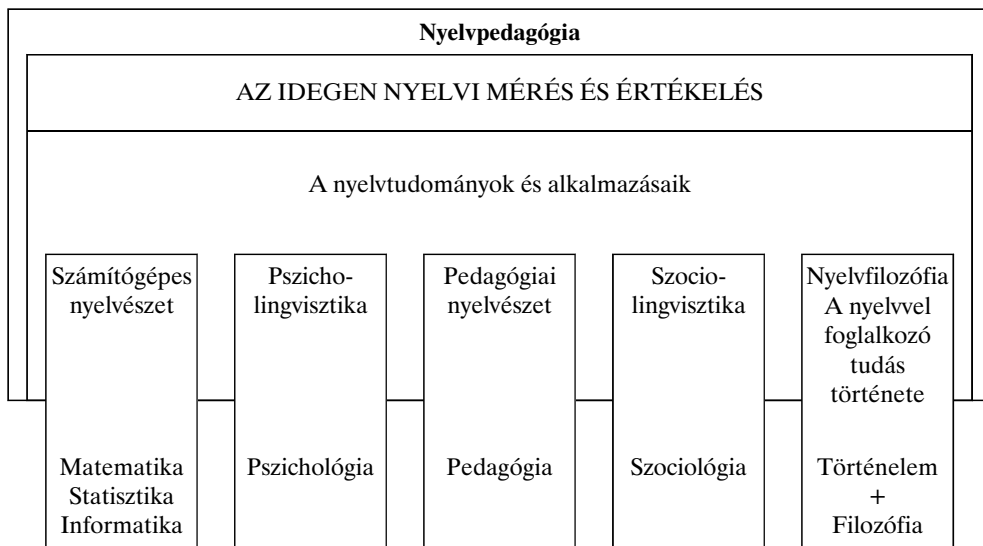 Nyelvpedagógia
AZ IDEGEN NYELVI MÉRÉS ÉS ÉRTÉKELÉS
A nyelvtudományok és alkalmazásaik
Számítógépes
nyelvészet
Matematika
Statisztika
Informatika
Pszicho-
lingvisztika
Pszichológia
Pedagógiai
nyelvészet
Pedagógia
Szocio-
lingvisztika
Szociológia
Nyelvfilozófia
A nyelvvel
foglalkozó
tudás
története
Történelem
+
Filozófia